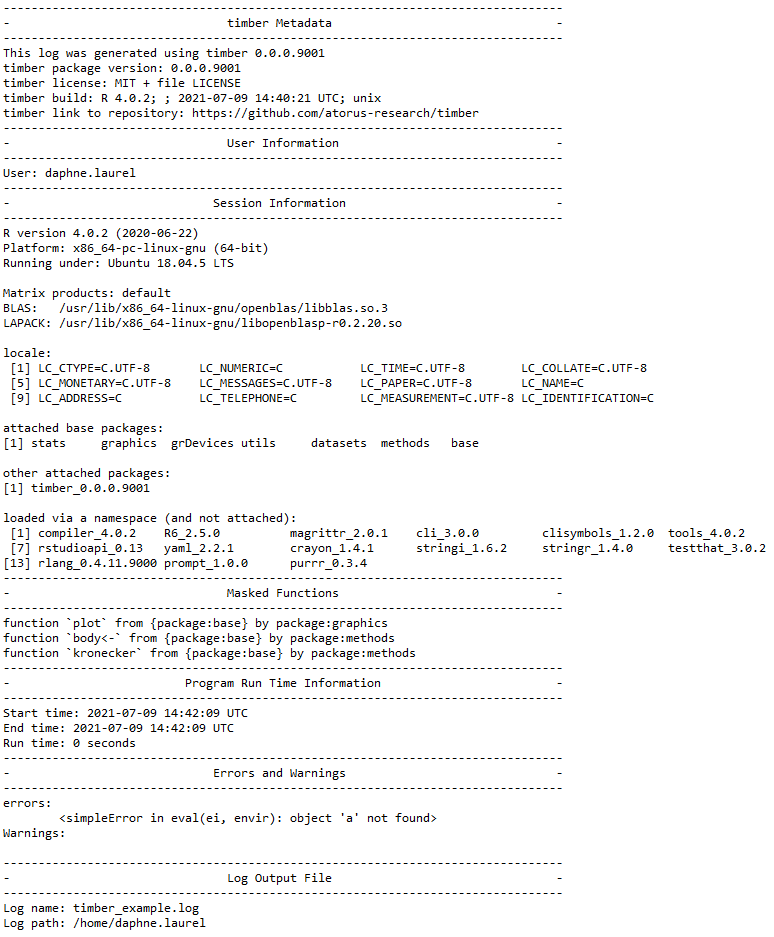 --------------------------------------------------------------------------------
-                               timber Metadata                                -
--------------------------------------------------------------------------------
This log was generated using timber 0.0.0.9001
timber package version: 0.0.0.9001
timber license: MIT + file LICENSE
timber build: R 4.0.2; ; 2021-07-09 14:40:21 UTC; unix
timber link to repository: https://github.com/atorus-research/timber
--------------------------------------------------------------------------------
-                               User Information                               -
--------------------------------------------------------------------------------
User: daphne.laurel
--------------------------------------------------------------------------------
-                             Session Information                              -
--------------------------------------------------------------------------------
R version 4.0.2 (2020-06-22)
Platform: x86_64-pc-linux-gnu (64-bit)
Running under: Ubuntu 18.04.5 LTS

Matrix products: default
BLAS:   /usr/lib/x86_64-linux-gnu/openblas/libblas.so.3
LAPACK: /usr/lib/x86_64-linux-gnu/libopenblasp-r0.2.20.so

locale:
 [1] LC_CTYPE=C.UTF-8       LC_NUMERIC=C           LC_TIME=C.UTF-8        LC_COLLATE=C.UTF-8
 [5] LC_MONETARY=C.UTF-8    LC_MESSAGES=C.UTF-8    LC_PAPER=C.UTF-8       LC_NAME=C
 [9] LC_ADDRESS=C           LC_TELEPHONE=C         LC_MEASUREMENT=C.UTF-8 LC_IDENTIFICATION=C

attached base packages:
[1] stats     graphics  grDevices utils     datasets  methods   base

other attached packages:
[1] timber_0.0.0.9001

loaded via a namespace (and not attached):
 [1] compiler_4.0.2    R6_2.5.0          magrittr_2.0.1    cli_3.0.0         clisymbols_1.2.0  tools_4.0.2
 [7] rstudioapi_0.13   yaml_2.2.1        crayon_1.4.1      stringi_1.6.2     stringr_1.4.0     testthat_3.0.2
[13] rlang_0.4.11.9000 prompt_1.0.0      purrr_0.3.4
--------------------------------------------------------------------------------
-                               Masked Functions                               -
--------------------------------------------------------------------------------
function `plot` from {package:base} by package:graphics
function `body<-` from {package:base} by package:methods
function `kronecker` from {package:base} by package:methods
--------------------------------------------------------------------------------
-                         Program Run Time Information                         -
--------------------------------------------------------------------------------
Start time: 2021-07-09 14:42:09 UTC
End time: 2021-07-09 14:42:09 UTC
Run time: 0 seconds
--------------------------------------------------------------------------------
-                             Errors and Warnings                              -
--------------------------------------------------------------------------------
errors:
        <simpleError in eval(ei, envir): object 'a' not found>
Warnings:

--------------------------------------------------------------------------------
-                               Log Output File                                -
--------------------------------------------------------------------------------
Log name: timber_example.log
Log path: /home/daphne.laurel